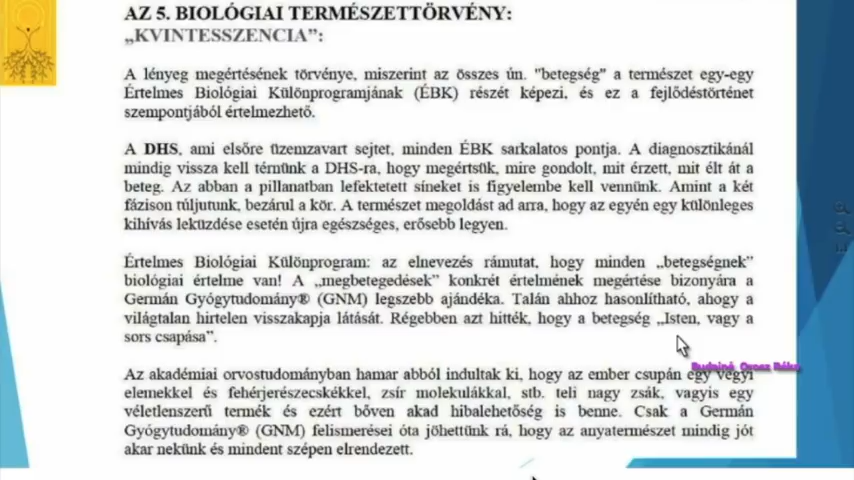 AZ 5. BIOLÓGIAI TERMÉSZETTÖRVÉNY:
„KVINTESSZENCIA”:
A lényeg megértésének törvénye, miszerint az összes ún. "betegség" a természet egy-egy
Értelmes Biológiai Különprogramjának (ÉBK) részét képezi, és ez a fejlődéstörténet
szempontjából értelmezhető.
A DHS, ami elsőre üzemzavart sejtet, minden ÉBK sarkalatos pontja. A diagnosztikánál
mindig vissza kell térnünk a DHS-ra, hogy megértsük, mire gondolt, mit érzett, mit élt át a
beteg. Az abban a pillanatban lefektetett síneket is figyelembe kell vennünk. Amint a két
fázison túljutunk, bezárul a kör. A természet megoldást ad arra, hogy az egyén egy különleges
kihívás leküzdése esetén újra egészséges, erősebb legyen.
Értelmes Biológiai Különprogram: az elnevezés rámutat, hogy minden „betegségnek”
biológiai értelme van! A „megbetegedések” konkrét értelmének megértése bizonyára a
Germán Gyógytudomány® (GNM) legszebb ajándéka. Talán ahhoz hasonlítható, ahogy a
világtalan hirtelen visszakapja látását. Régebben azt hitték, hogy a betegség „Isten, vagy a
sors csapása”.
Az akadémiai orvostudományban hamar abból indultak ki, hogy az ember csupán egy vegyi
elemekkel és fehérjerészecskékkel, zsír molekulákkal, stb. teli nagy zsák, vagyis egy
véletlenszerű termék és ezért bőven akad hibalehetőség is benne. Csak a Germán
Gyógytudomány® (GNM) felismerései óta jöhettünk rá, hogy az anyatermészet mindig jót
akar nekünk és mindent szépen elrendezett.